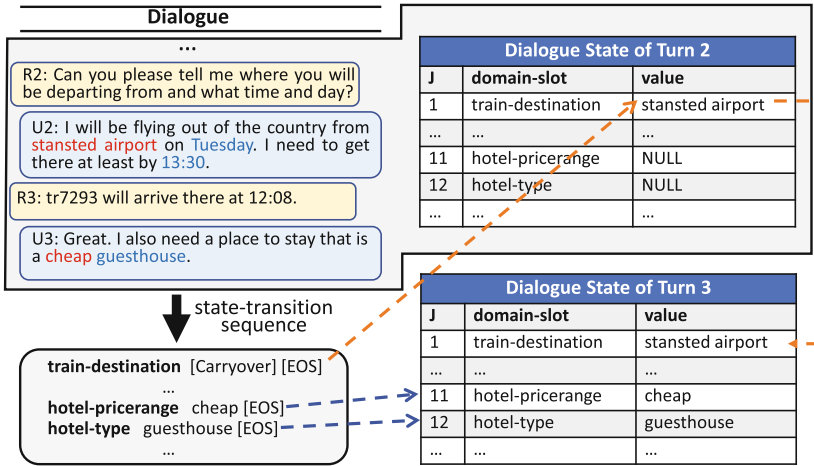 Dialogue
...
R2: Can you please tell me where you will
be departing from and what time and day?
U2: I will be flying out of the country from
stansted airport on Tuesday. I need to get
there at least by 13:30.
R3: tr7293 will arrive there at 12:08.
U3: Great. I also need a place to stay that is
a cheap guesthouse.
Dialogue State of Turn 2
J domain-slot value
1 train-destination stansted airport
... ... ...
11 hotel-pricerange NULL
12 hotel-type NULL
... ... ...
state-transition
sequence
train-destination [Carryover] [EOS]
...
hotel-pricerange cheap [EOS]
hotel-type guesthouse [EOS]
...
Dialogue State of Turn 3
J domain-slot value
1 train-destination stansted airport
... ... ...
11 hotel-pricerange cheap
12 hotel-type guesthouse
... ... ...